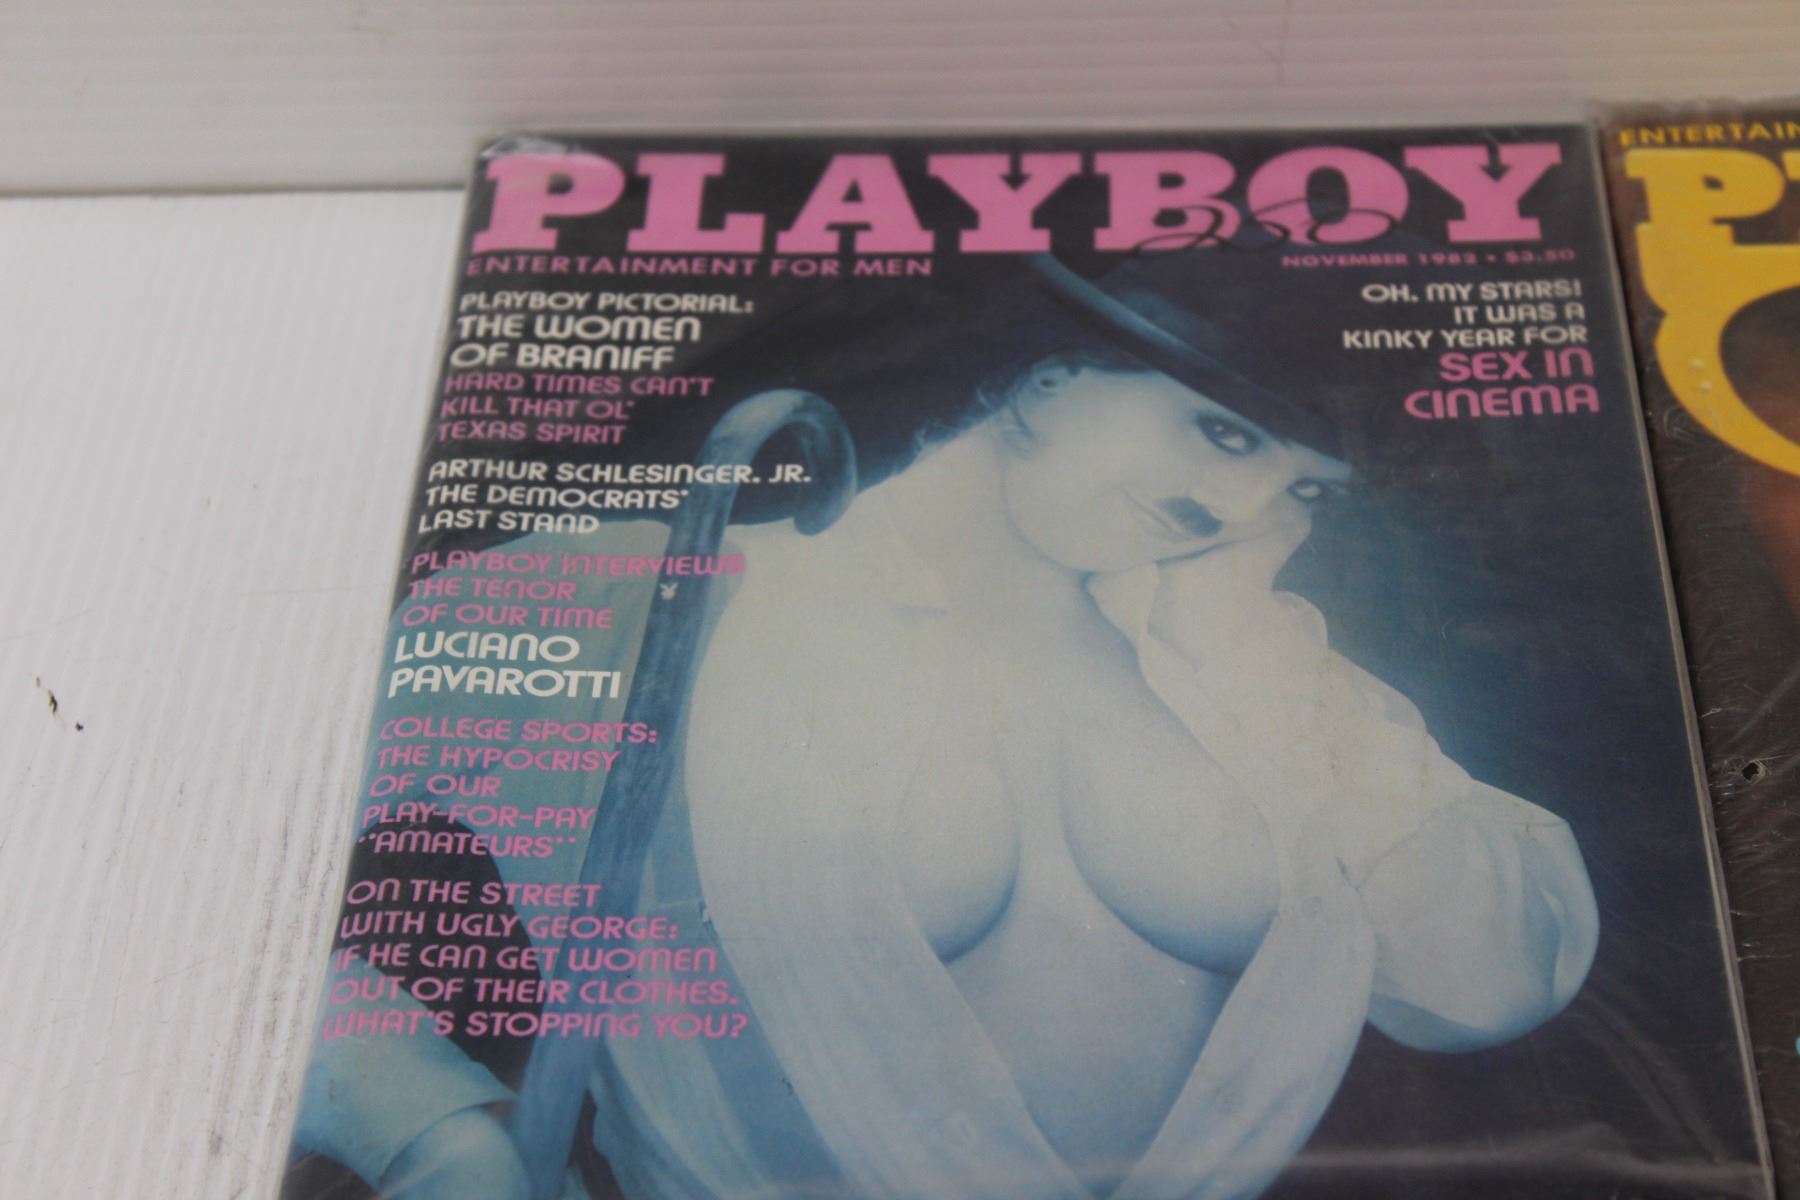 PLAYBOY
ENTERTAINMENT FOR MEN
NOVEMBER 1982 • $3.50
PLAYBOY PICTORIAL:
THE WOMEN
OF BRANIFF
HARD TIMES CAN'T
KILL THAT OL'
TEXAS SPIRIT
ARTHUR SCHLESINGER, JR.
THE DEMOCRATS'
LAST STAND
PLAYBOY INTERVIEWS
THE TENOR
OF OUR TIME
LUCIANO
PAVAROTTI
COLLEGE SPORTS:
THE HYPOCRISY
OF OUR
PLAY-FOR-PAY
"AMATEURS"
ON THE STREET
WITH UGLY GEORGE:
IF HE CAN GET WOMEN
OUT OF THEIR CLOTHES,
WHAT'S STOPPING YOU?
OH, MY STARS!
IT WAS A
KINKY YEAR FOR
SEX IN
CINEMA
ENTERTAIN
P